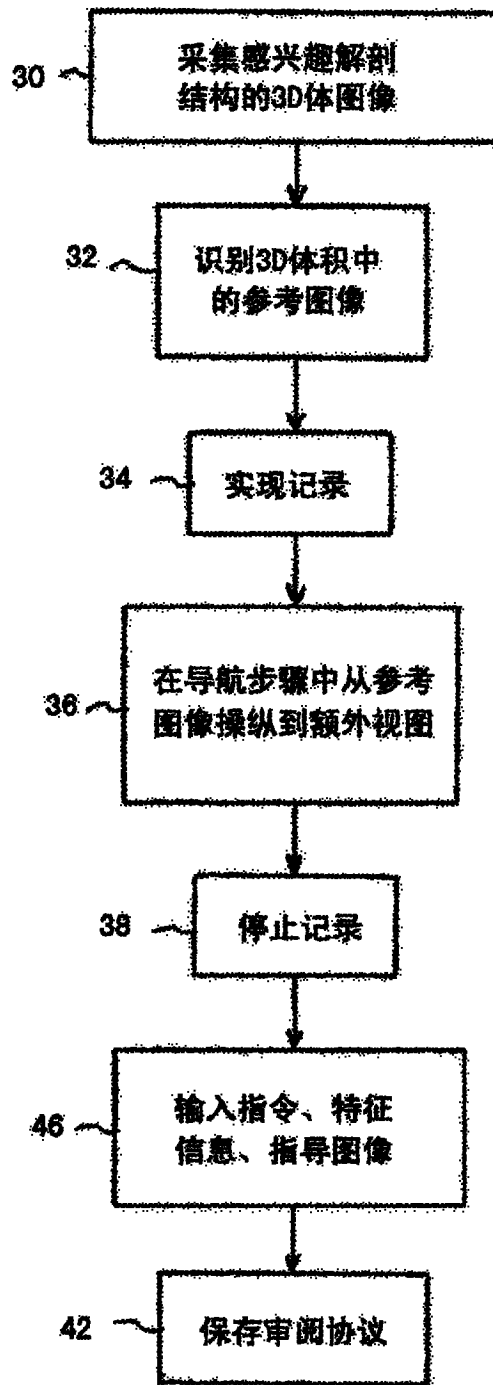 30
采集感兴趣解剖
结构的3D体图像
32
识别3D体积中
的参考图像
34
实现记录
36
在导航步骤中从参考
图像操纵到额外视图
38
停止记录
46
输入指令、特征
信息、指导图像
42
保存审阅协议